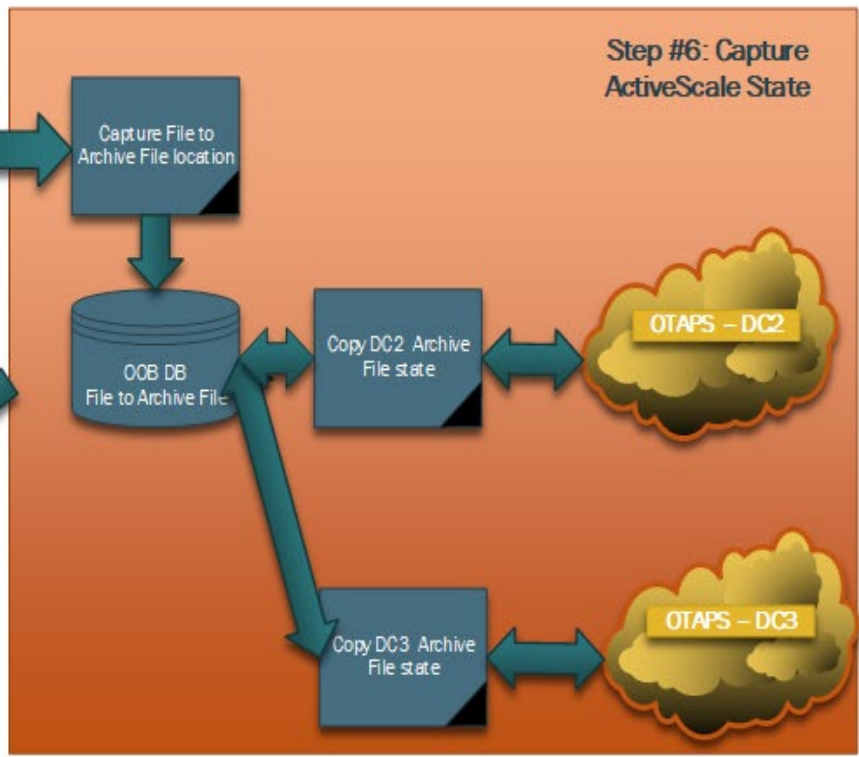 Step #6: Capture
ActiveScale State
Capture File to
Archive File location
OOB DB
File to Archive File
Copy DC2 Archive
File state
OTAPS – DC2
Copy DC3 Archive
File state
OTAPS – DC3